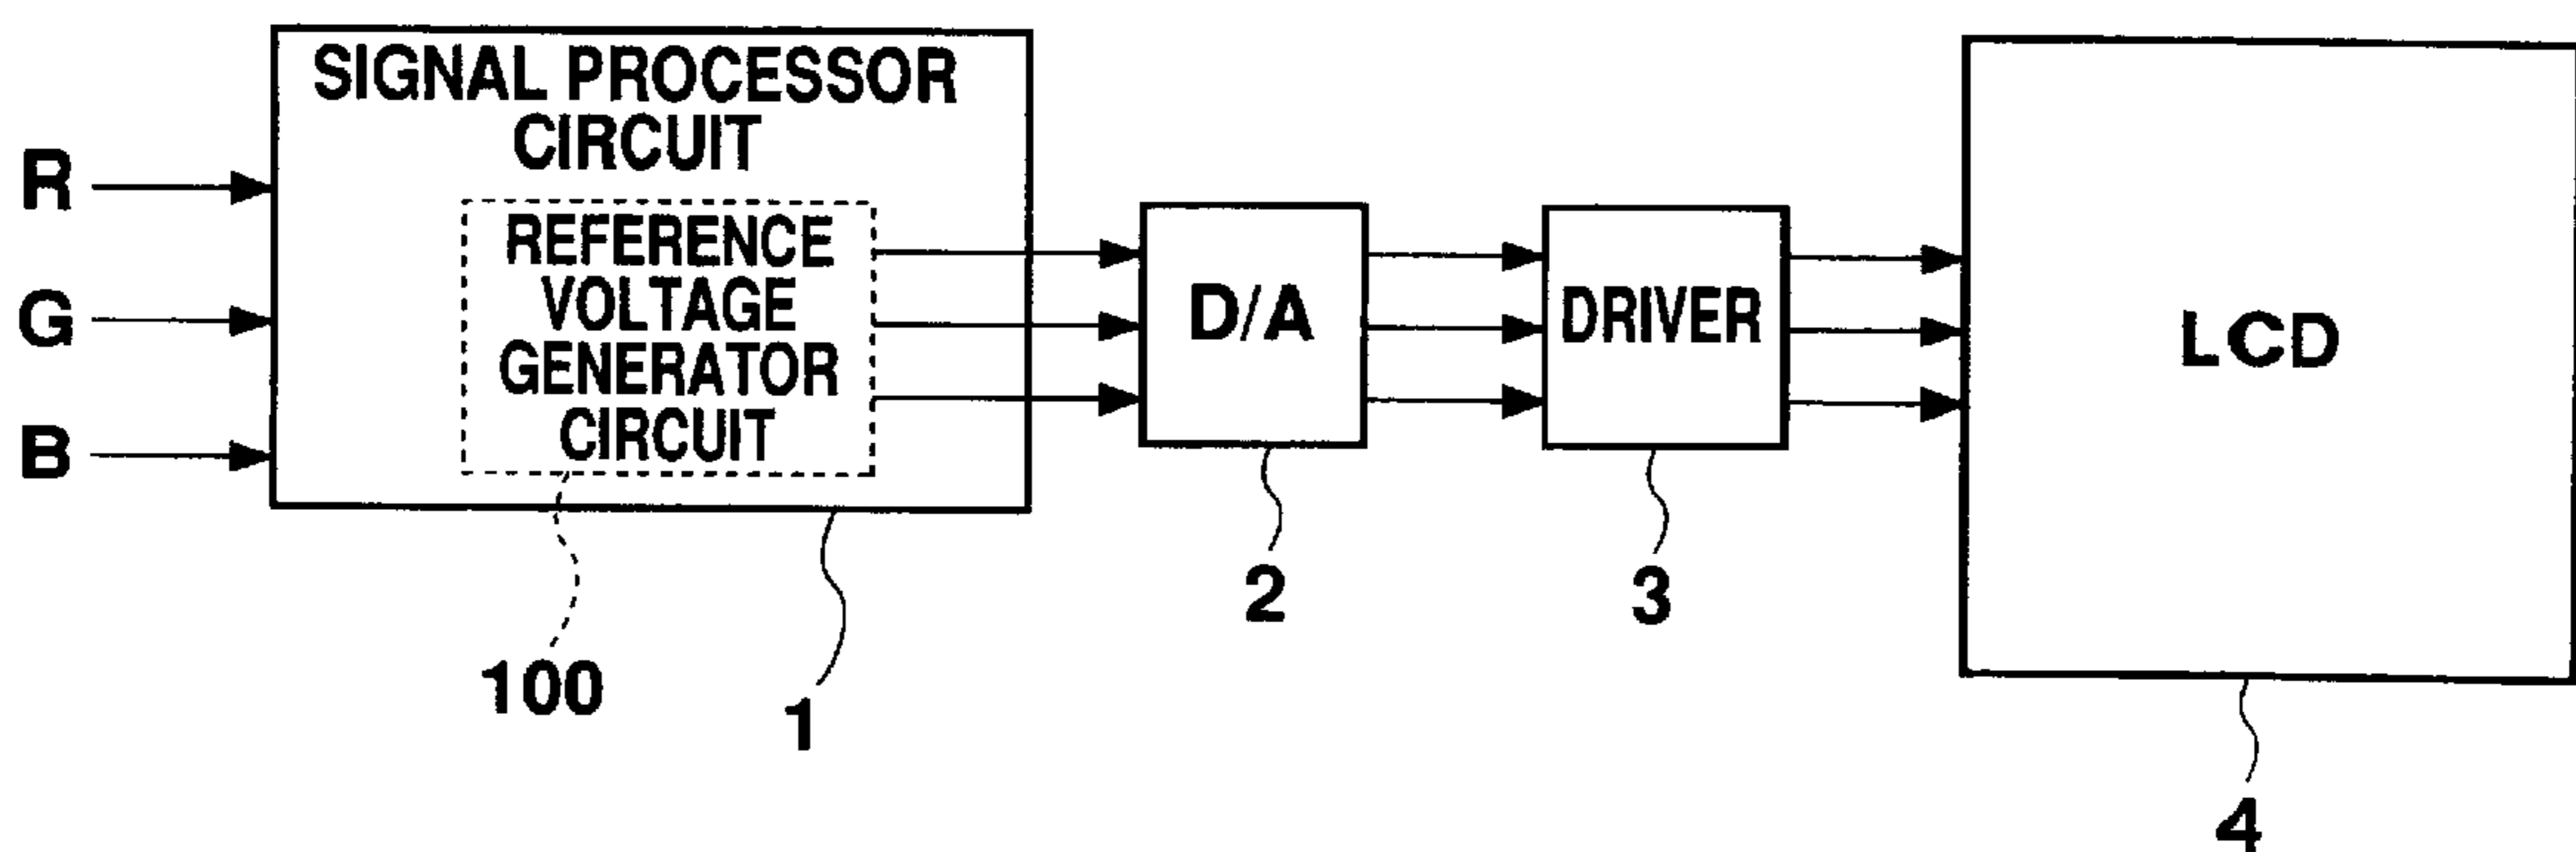 SIGNAL PROCESSOR
CIRCUIT
R
G
B
REFERENCE
VOLTAGE
GENERATOR
CIRCUIT
D/A
DRIVER
LCD
100
1
2
3
4